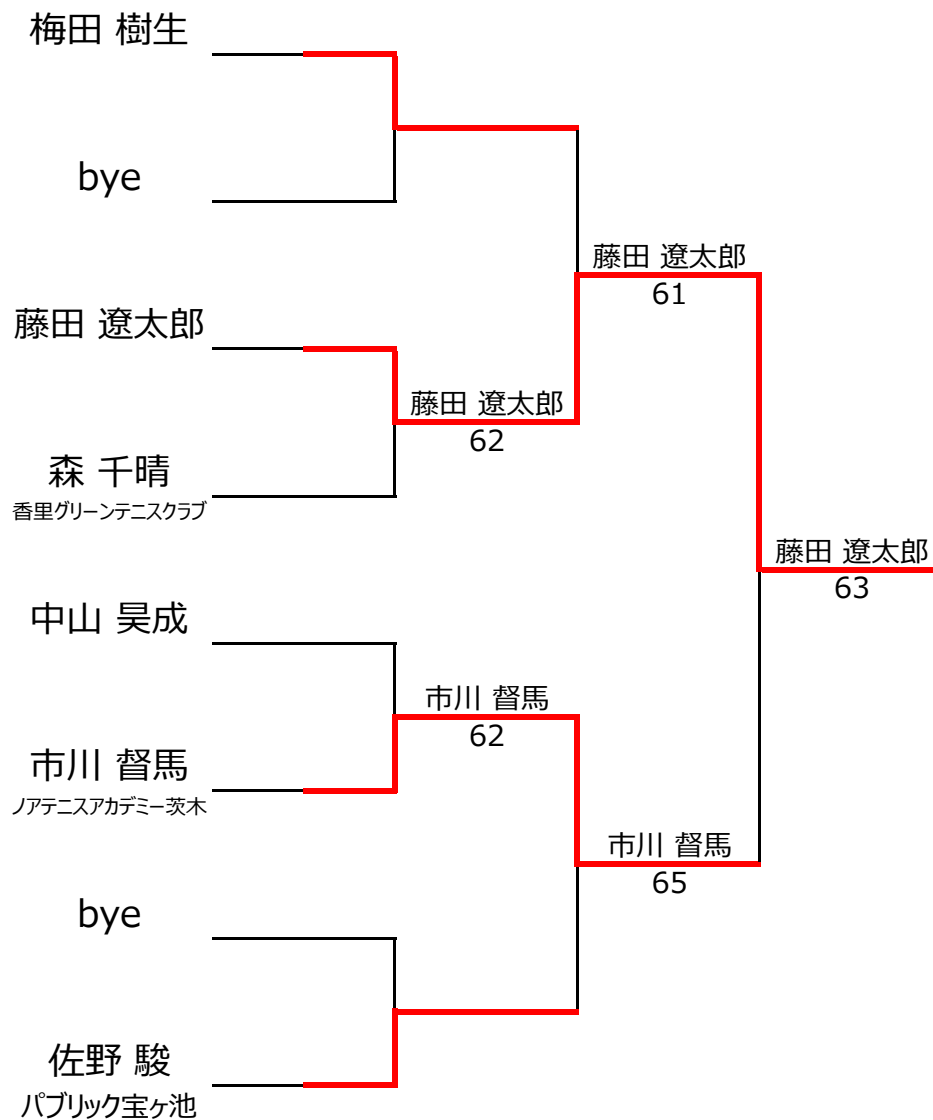 梅田 樹生
bye
藤田 遼太郎
61
藤田 遼太郎
藤田 遼太郎
62
森 千晴
香里グリーンテニスクラブ
藤田 遼太郎
63
中山 昊成
市川 督馬
62
市川 督馬
ノアテニスアカデミー茨木
市川 督馬
65
bye
佐野 駿
パブリック宝ヶ池